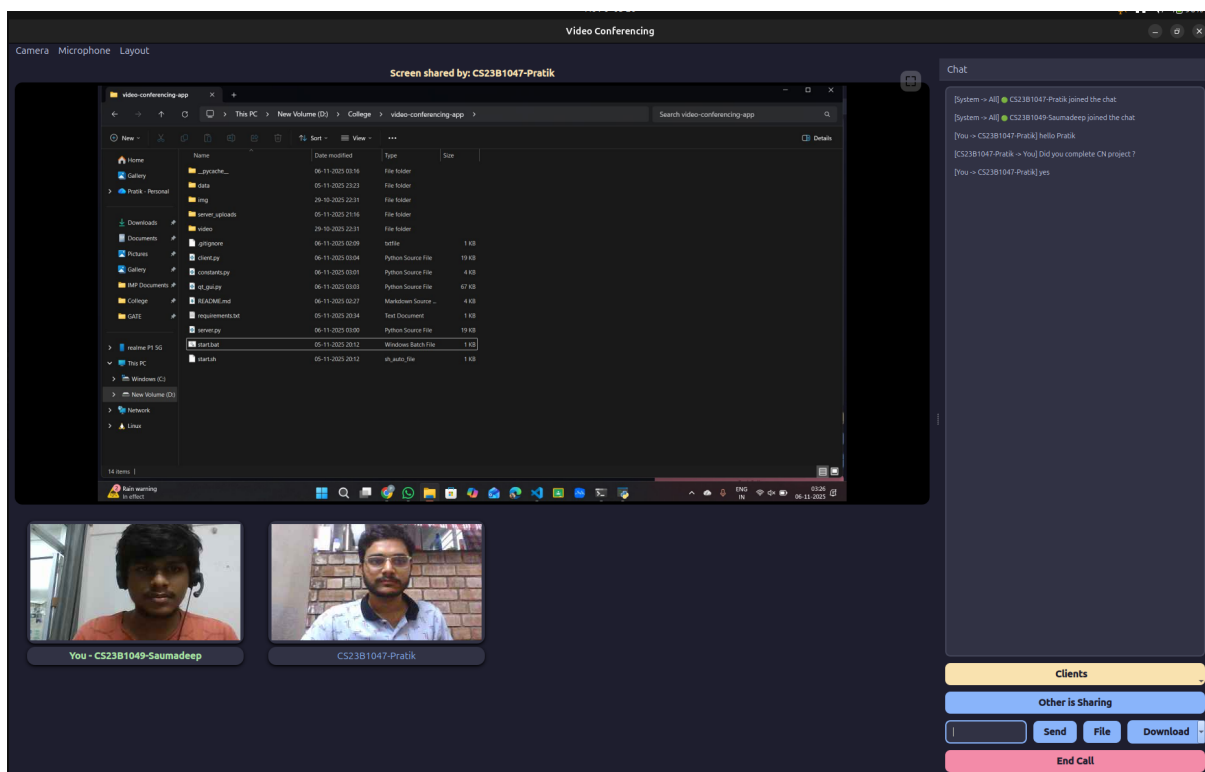 Video Conferencing
Camera Microphone Layout
Screen shared by: CS23B1047-Pratik
video-conferencing-app
This PC > New Volume (D:) > College > video-conferencing-app >
Search video-conferencing-app
New
Sort
View
Details
Name Date modified Type Size
Home
Gallery
Pratik - Personal
Downloads
Documents
Pictures
Gallery
IMP Documents
College
GATE
realme P1 5G
This PC
Windows (C:)
New Volume (D:)
Network
Linux
__pycache__ 06-11-2025 03:16 File folder
data 05-11-2025 23:23 File folder
img 29-10-2025 22:31 File folder
server_uploads 05-11-2025 21:16 File folder
video 29-10-2025 22:31 File folder
.gitignore 06-11-2025 02:09 txtfile 1 KB
client.py 06-11-2025 03:04 Python Source File 19 KB
constants.py 06-11-2025 03:01 Python Source File 4 KB
qt_gui.py 06-11-2025 03:03 Python Source File 67 KB
README.md 06-11-2025 02:27 Markdown Source ... 4 KB
requirements.txt 05-11-2025 20:34 Text Document 1 KB
server.py 06-11-2025 03:00 Python Source File 19 KB
start.bat 05-11-2025 20:12 Windows Batch File 1 KB
start.sh 05-11-2025 20:12 sh_auto_file 1 KB
14 items
Rain warning
In effect
ENG
IN
03:26
06-11-2025
You - CS23B1049-Saumadeep
CS23B1047-Pratik
Chat
[System -> All] CS23B1047-Pratik joined the chat
[System -> All] CS23B1049-Saumadeep joined the chat
[You -> CS23B1047-Pratik] hello Pratik
[CS23B1047-Pratik -> You] Did you complete CN project ?
[You -> CS23B1047-Pratik] yes
Clients
Other is Sharing
Send File Download
End Call